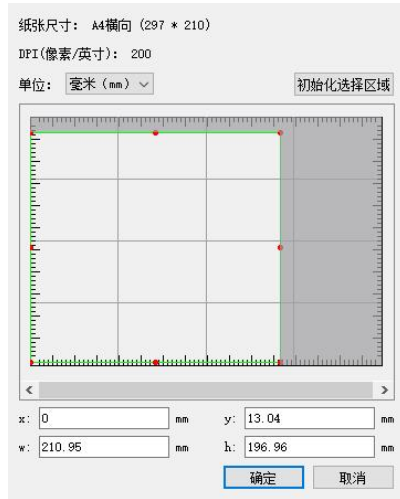 纸张尺寸: A4横向 (297 * 210)
DPI(像素/英寸): 200
单位: 毫米 (mm) 初始化选择区域
x: 0 mm y: 13.04 mm
w: 210.95 mm h: 196.96 mm
确定 取消